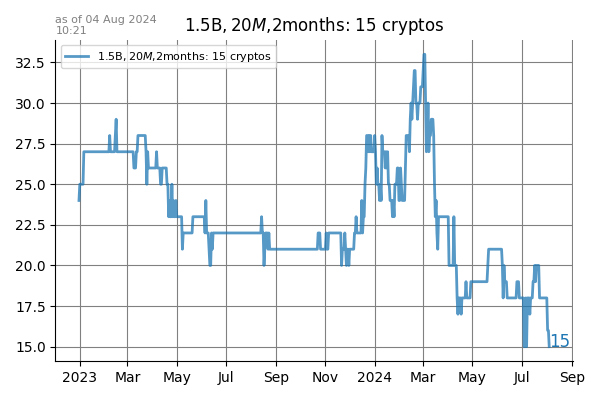 as of 04 Aug 2024
10:21
1.5B, 20M,2months: 15 cryptos
1.5B, 20M,2months: 15 cryptos
32.5
30.0
27.5
25.0
22.5
20.0
17.5
15.0
15
2023 Mar May Jul Sep Nov 2024 Mar May Jul Sep